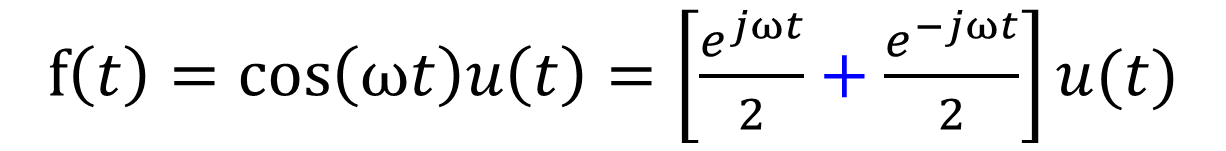 f(t) = cos(ωt)u(t) = [e^{jωt}/2 + e^{−jωt}/2] u(t)